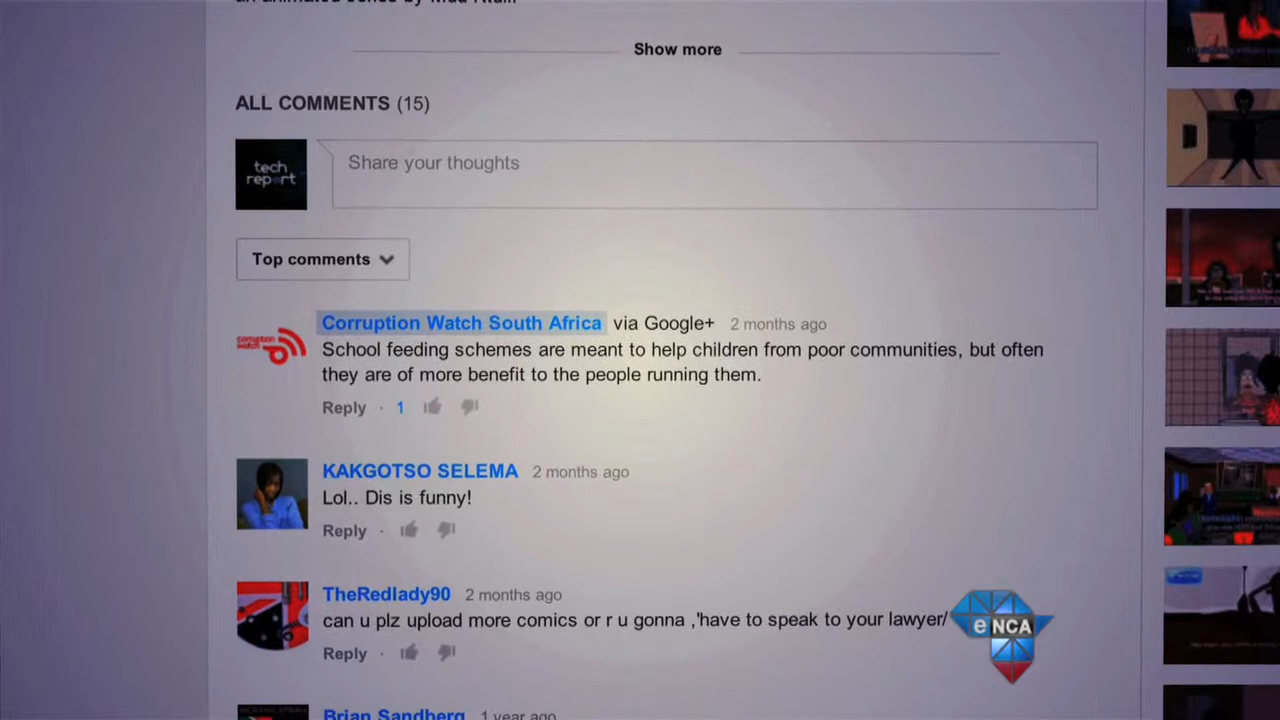 Show more
ALL COMMENTS (15)
tech
report
Share your thoughts
Top comments
Corruption Watch South Africa via Google+ 2 months ago
corruption
watch
School feeding schemes are meant to help children from poor communities, but often
they are of more benefit to the people running them.
Reply · 1
KAKGOTSO SELEMA 2 months ago
Lol.. Dis is funny!
Reply ·
TheRedlady90 2 months ago
can u plz upload more comics or r u gonna ,'have to speak to your lawyer/
eNCA
Reply ·
Brian Sandberg 1 year ago